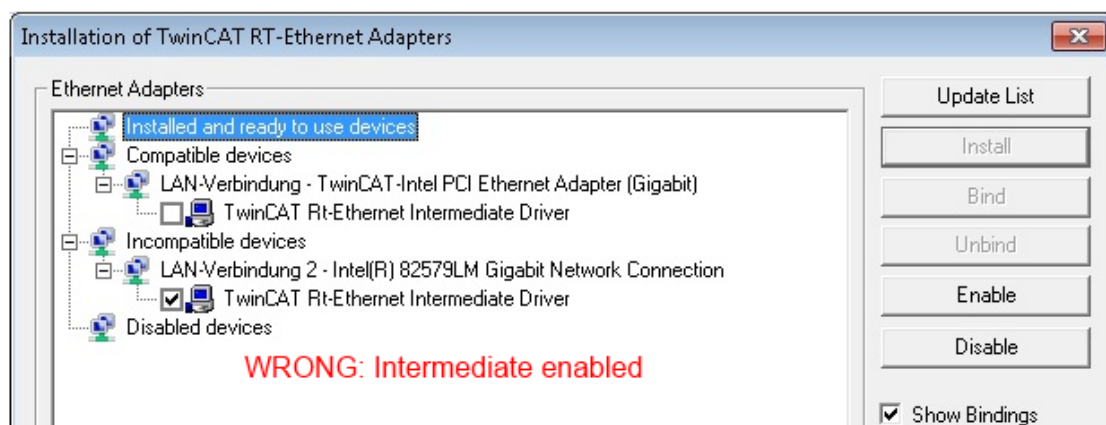 Installation of TwinCAT RT-Ethernet Adapters
Ethernet Adapters
Installed and ready to use devices
Compatible devices
LAN-Verbindung - TwinCAT-Intel PCI Ethernet Adapter (Gigabit)
TwinCAT Rt-Ethernet Intermediate Driver
Incompatible devices
LAN-Verbindung 2 - Intel(R) 82579LM Gigabit Network Connection
TwinCAT Rt-Ethernet Intermediate Driver
Disabled devices
WRONG: Intermediate enabled
Update List
Install
Bind
Unbind
Enable
Disable
Show Bindings